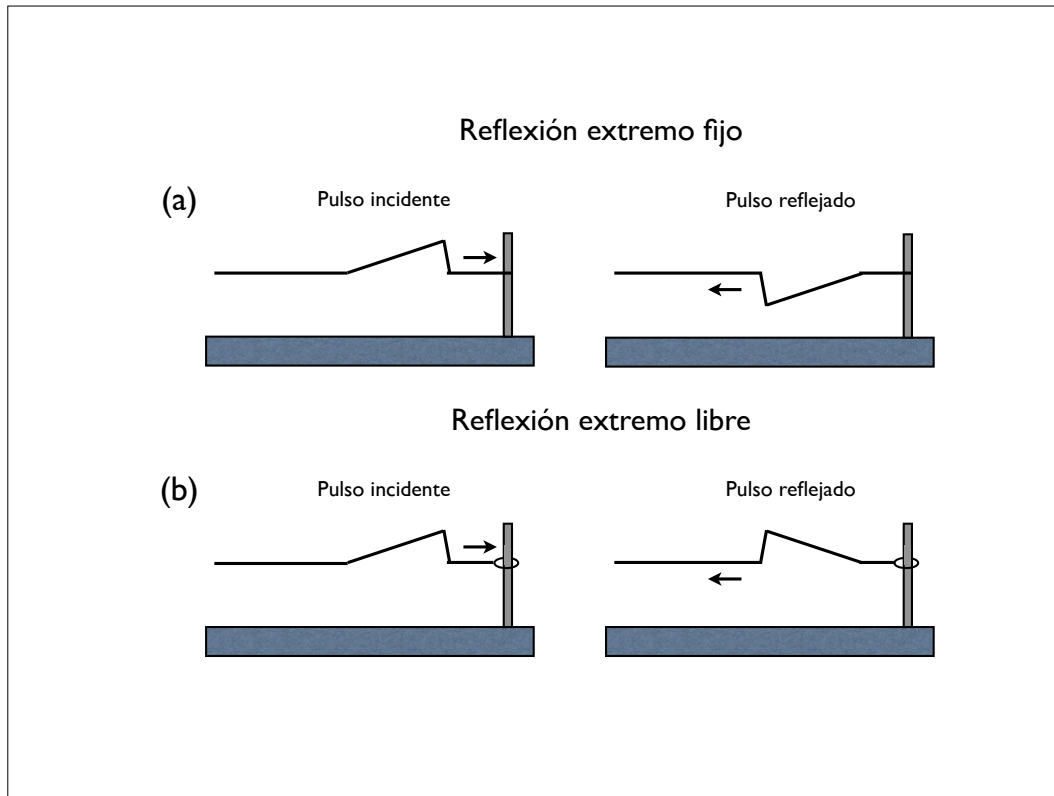 Reflexión extremo fijo
(a)
Pulso incidente
Pulso reflejado
Reflexión extremo libre
(b)
Pulso incidente
Pulso reflejado